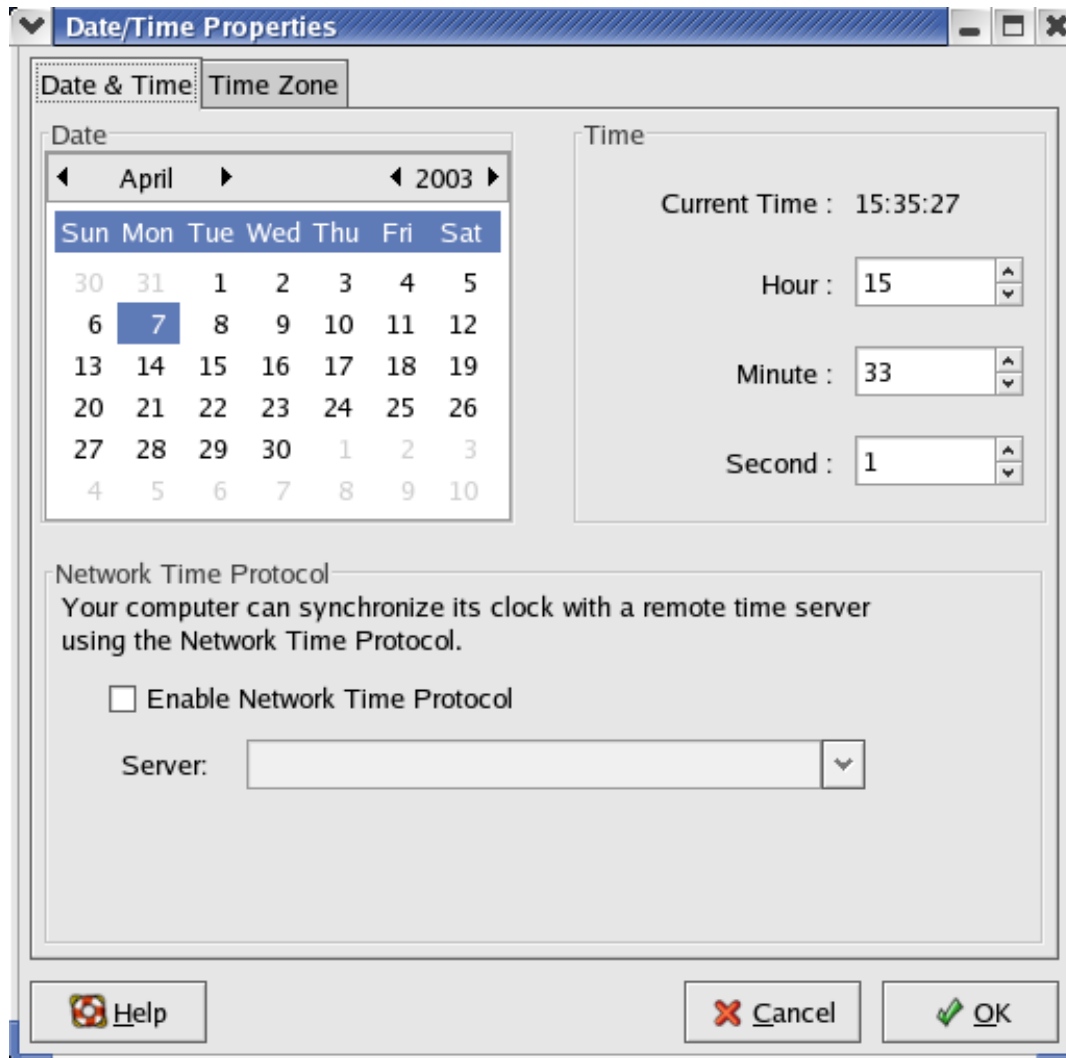 Date/Time Properties
Date & Time Time Zone
Date
April 2003
Sun Mon Tue Wed Thu Fri Sat
30 31 1 2 3 4 5
6 7 8 9 10 11 12
13 14 15 16 17 18 19
20 21 22 23 24 25 26
27 28 29 30 1 2 3
4 5 6 7 8 9 10
Time
Current Time : 15:35:27
Hour : 15
Minute : 33
Second : 1
Network Time Protocol
Your computer can synchronize its clock with a remote time server
using the Network Time Protocol.
Enable Network Time Protocol
Server:
Help Cancel OK